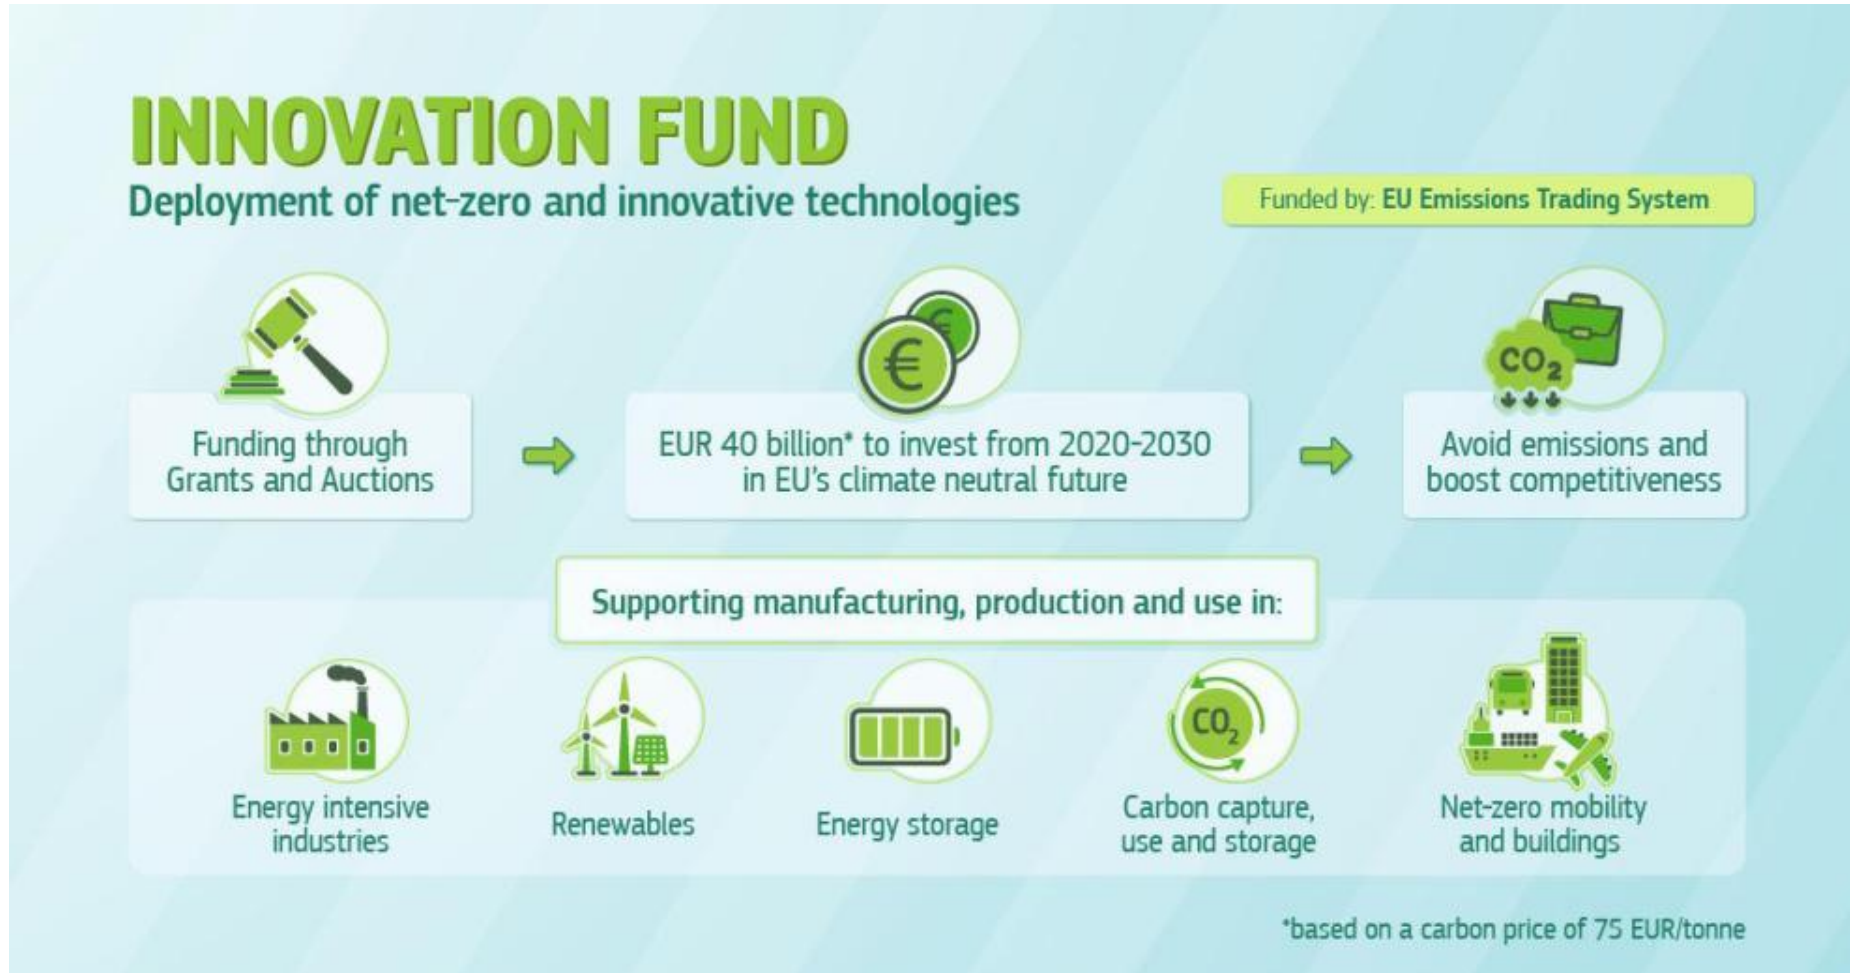 INNOVATION FUND
Deployment of net-zero and innovative technologies
Funded by: EU Emissions Trading System
Funding through
Grants and Auctions
€
€
EUR 40 billion* to invest from 2020-2030
in EU's climate neutral future
CO₂
Avoid emissions and
boost competitiveness
Supporting manufacturing, production and use in:
Energy intensive
industries
Renewables
Energy storage
CO₂
Carbon capture,
use and storage
Net-zero mobility
and buildings
*based on a carbon price of 75 EUR/tonne